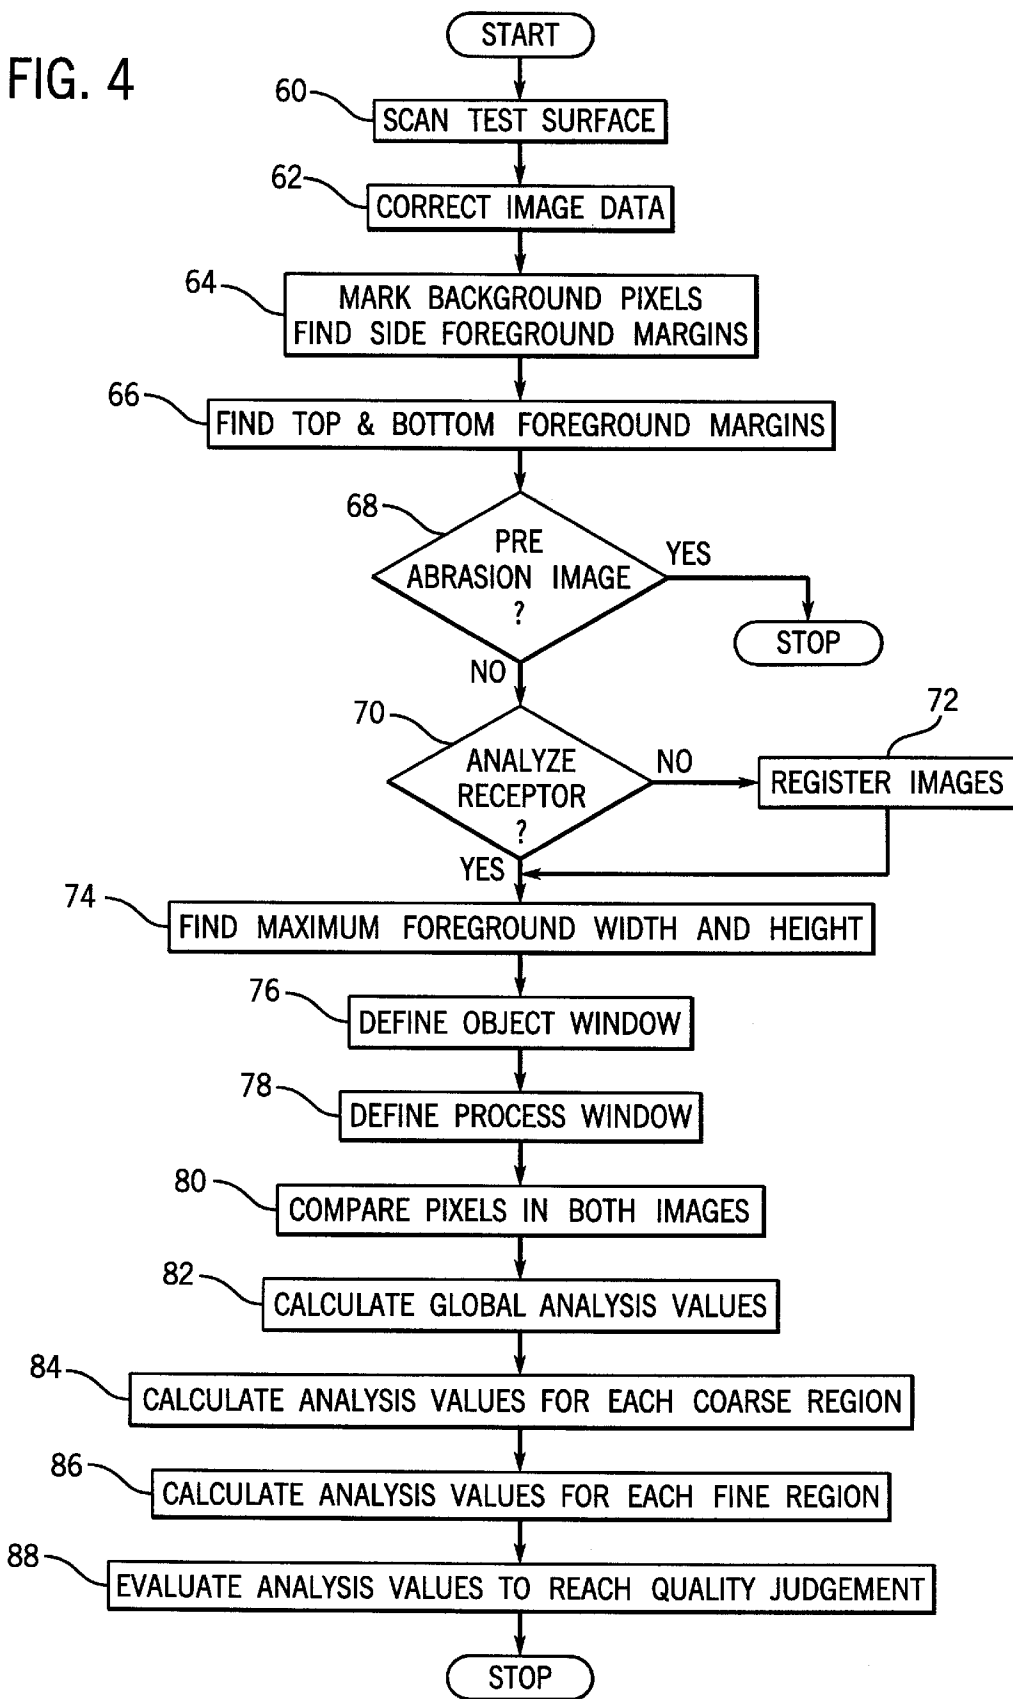 START
FIG. 4
60
SCAN TEST SURFACE
62
CORRECT IMAGE DATA
64
MARK BACKGROUND PIXELS
FIND SIDE FOREGROUND MARGINS
66
FIND TOP & BOTTOM FOREGROUND MARGINS
68
PRE
ABRASION IMAGE
?
YES
STOP
NO
70
72
ANALYZE
RECEPTOR
?
NO
REGISTER IMAGES
YES
74
FIND MAXIMUM FOREGROUND WIDTH AND HEIGHT
76
DEFINE OBJECT WINDOW
78
DEFINE PROCESS WINDOW
80
COMPARE PIXELS IN BOTH IMAGES
82
CALCULATE GLOBAL ANALYSIS VALUES
84
CALCULATE ANALYSIS VALUES FOR EACH COARSE REGION
86
CALCULATE ANALYSIS VALUES FOR EACH FINE REGION
88
EVALUATE ANALYSIS VALUES TO REACH QUALITY JUDGEMENT
STOP